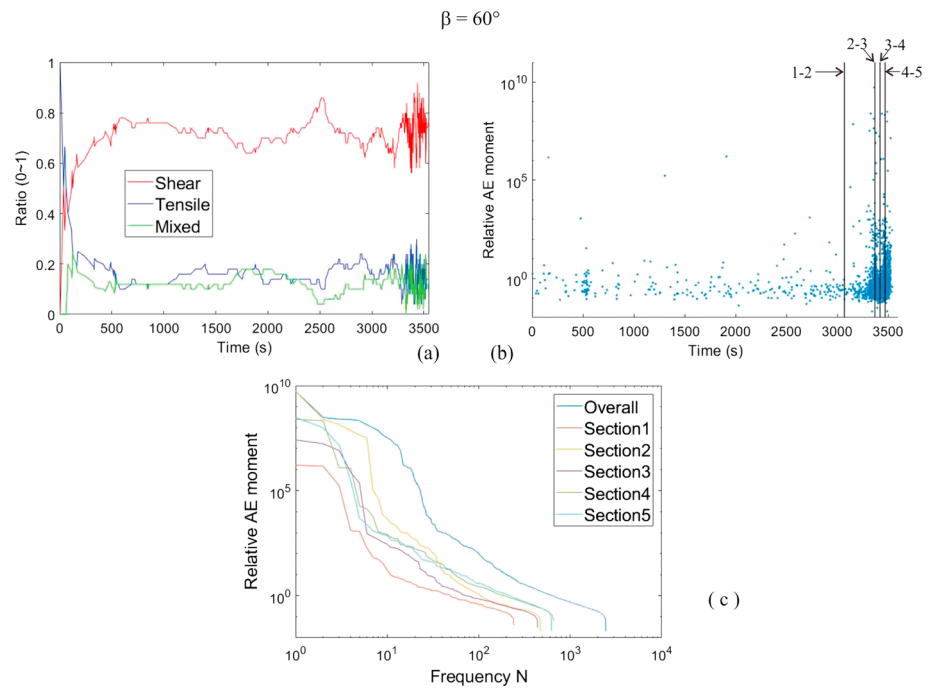 β = 60°
1
0.8
0.6
0.4
0.2
0
Ratio (0~1)
Shear
Tensile
Mixed
0 500 1000 1500 2000 2500 3000 3500
Time (s)
(a)
2-3 3-4
1-2 4-5
10^10
10^5
10^0
Relative AE moment
0 500 1000 1500 2000 2500 3000 3500
Time (s)
(b)
10^10
10^5
10^0
Relative AE moment
Overall
Section1
Section2
Section3
Section4
Section5
10^0 10^1 10^2 10^3 10^4
Frequency N
( c )